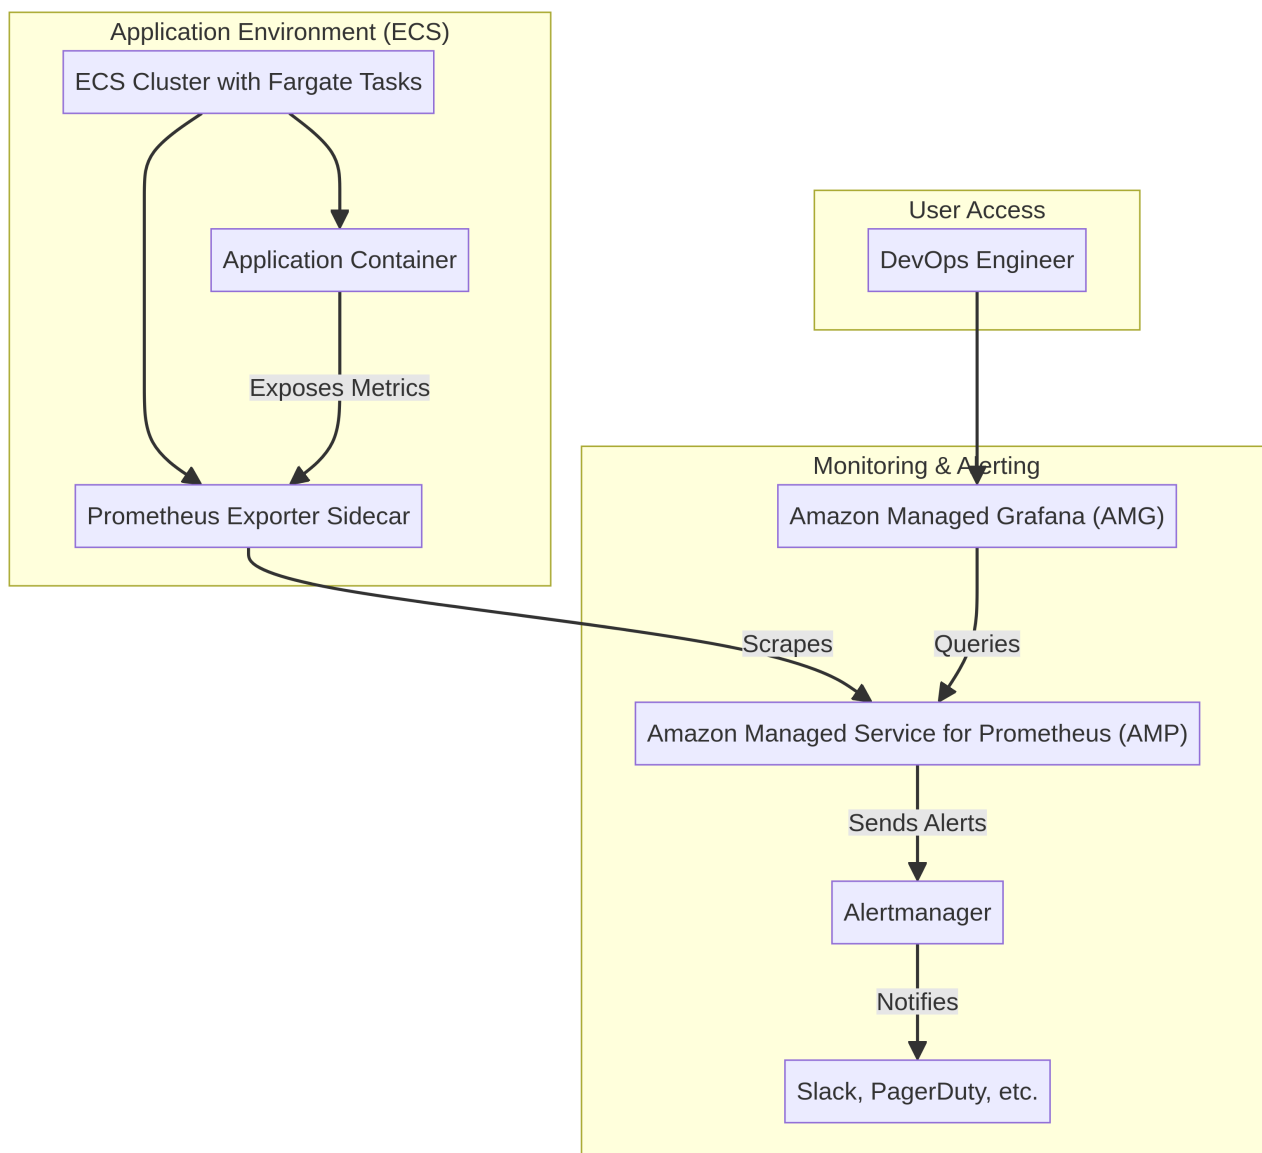 Application Environment (ECS)
ECS Cluster with Fargate Tasks
Application Container
Exposes Metrics
Prometheus Exporter Sidecar
User Access
DevOps Engineer
Monitoring & Alerting
Amazon Managed Grafana (AMG)
Scrapes
Queries
Amazon Managed Service for Prometheus (AMP)
Sends Alerts
Alertmanager
Notifies
Slack, PagerDuty, etc.